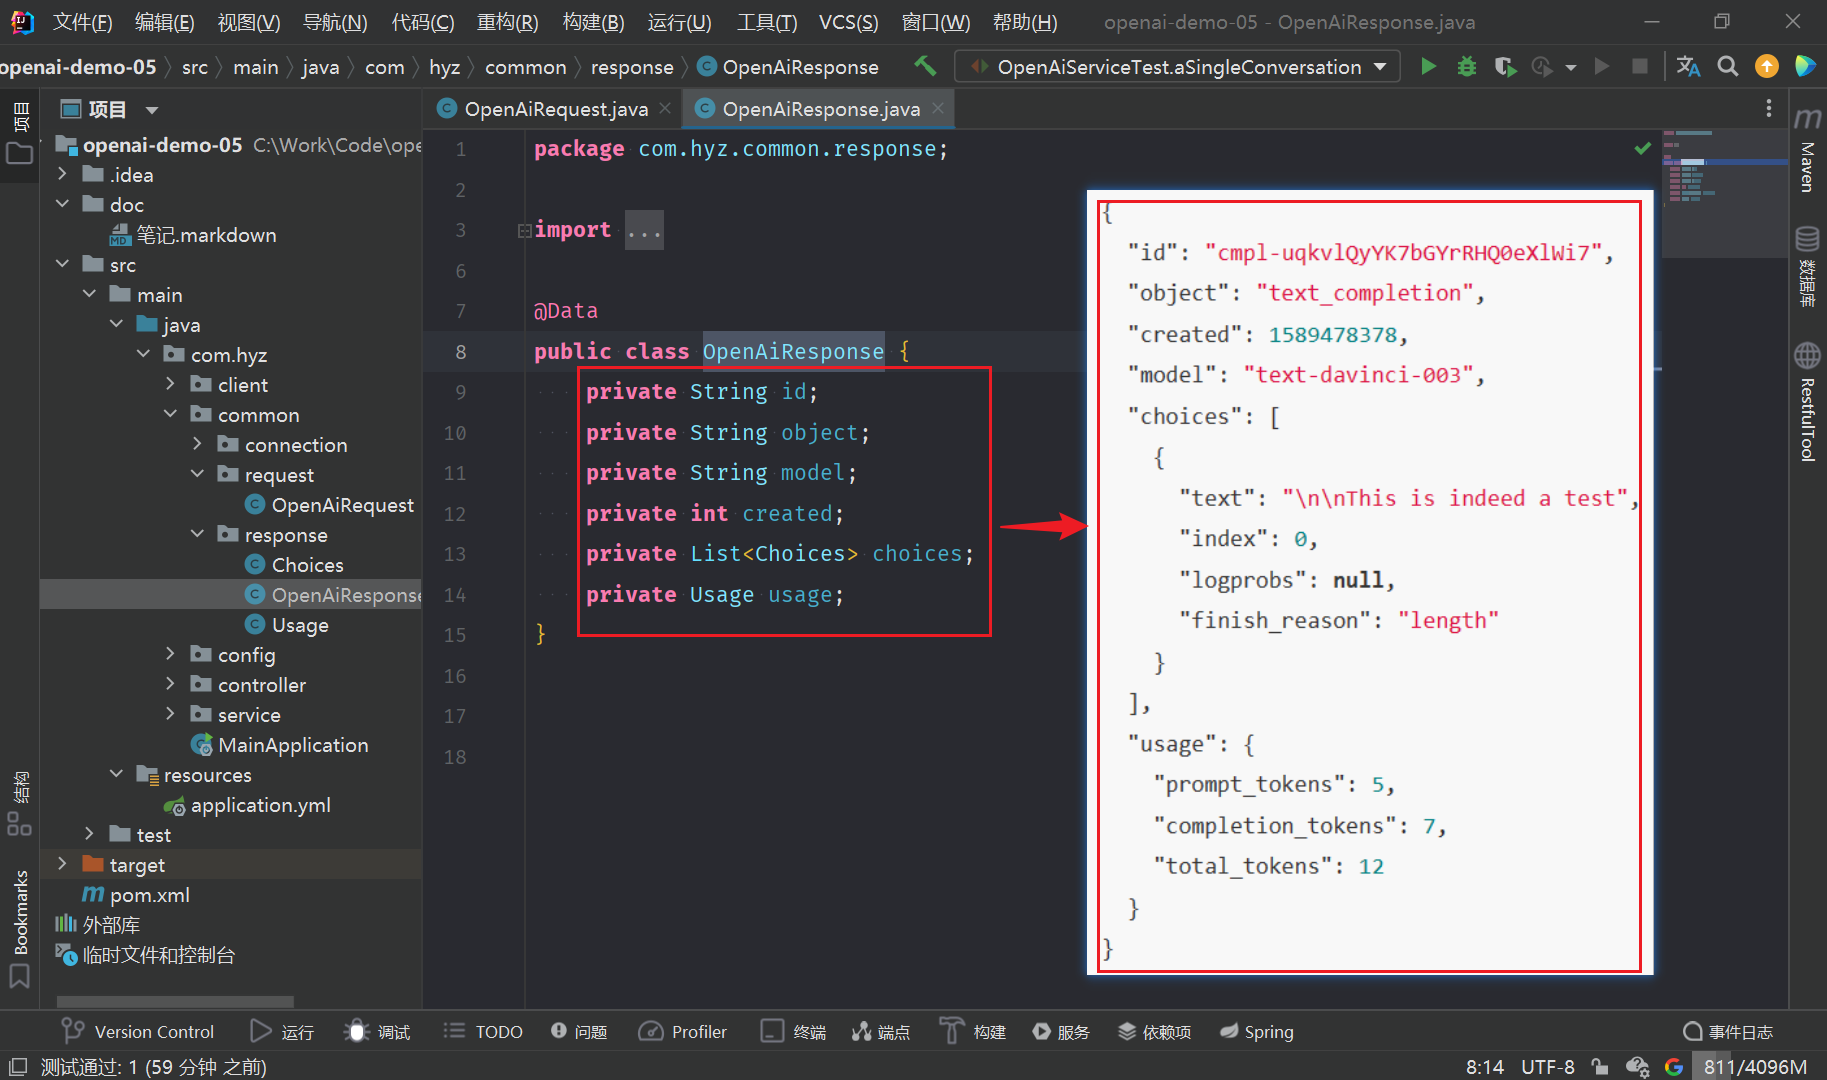 文件(F) 编辑(E) 视图(V) 导航(N) 代码(C) 重构(R) 构建(B) 运行(U) 工具(T) VCS(S) 窗口(W) 帮助(H) openai-demo-05 - OpenAiResponse.java
openai-demo-05 src main java com hyz common response OpenAiResponse OpenAiServiceTest.aSingleConversation
项目
项目
OpenAiRequest.java
OpenAiResponse.java
openai-demo-05 C:\Work\Code\ope
.idea
doc
笔记.markdown
src
main
java
com.hyz
client
common
connection
request
OpenAiRequest
response
Choices
OpenAiResponse
Usage
config
controller
service
MainApplication
resources
application.yml
test
target
pom.xml
外部库
临时文件和控制台
结构
Bookmarks
1 package com.hyz.common.response;
2
3 import ...
6
7 @Data
8 public class OpenAiResponse {
9 private String id;
10 private String object;
11 private String model;
12 private int created;
13 private List<Choices> choices;
14 private Usage usage;
15 }
16
17
18
{
"id": "cmpl-uqkvlQyYK7bGYrRHQ0eXlWi7",
"object": "text_completion",
"created": 1589478378,
"model": "text-davinci-003",
"choices": [
{
"text": "\n\nThis is indeed a test",
"index": 0,
"logprobs": null,
"finish_reason": "length"
}
],
"usage": {
"prompt_tokens": 5,
"completion_tokens": 7,
"total_tokens": 12
}
}
Maven
数据库
RestfulTool
Version Control 运行 调试 TODO 问题 Profiler 终端 端点 构建 服务 依赖项 Spring 事件日志
测试通过: 1 (59 分钟 之前) 8:14 UTF-8 811/4096M